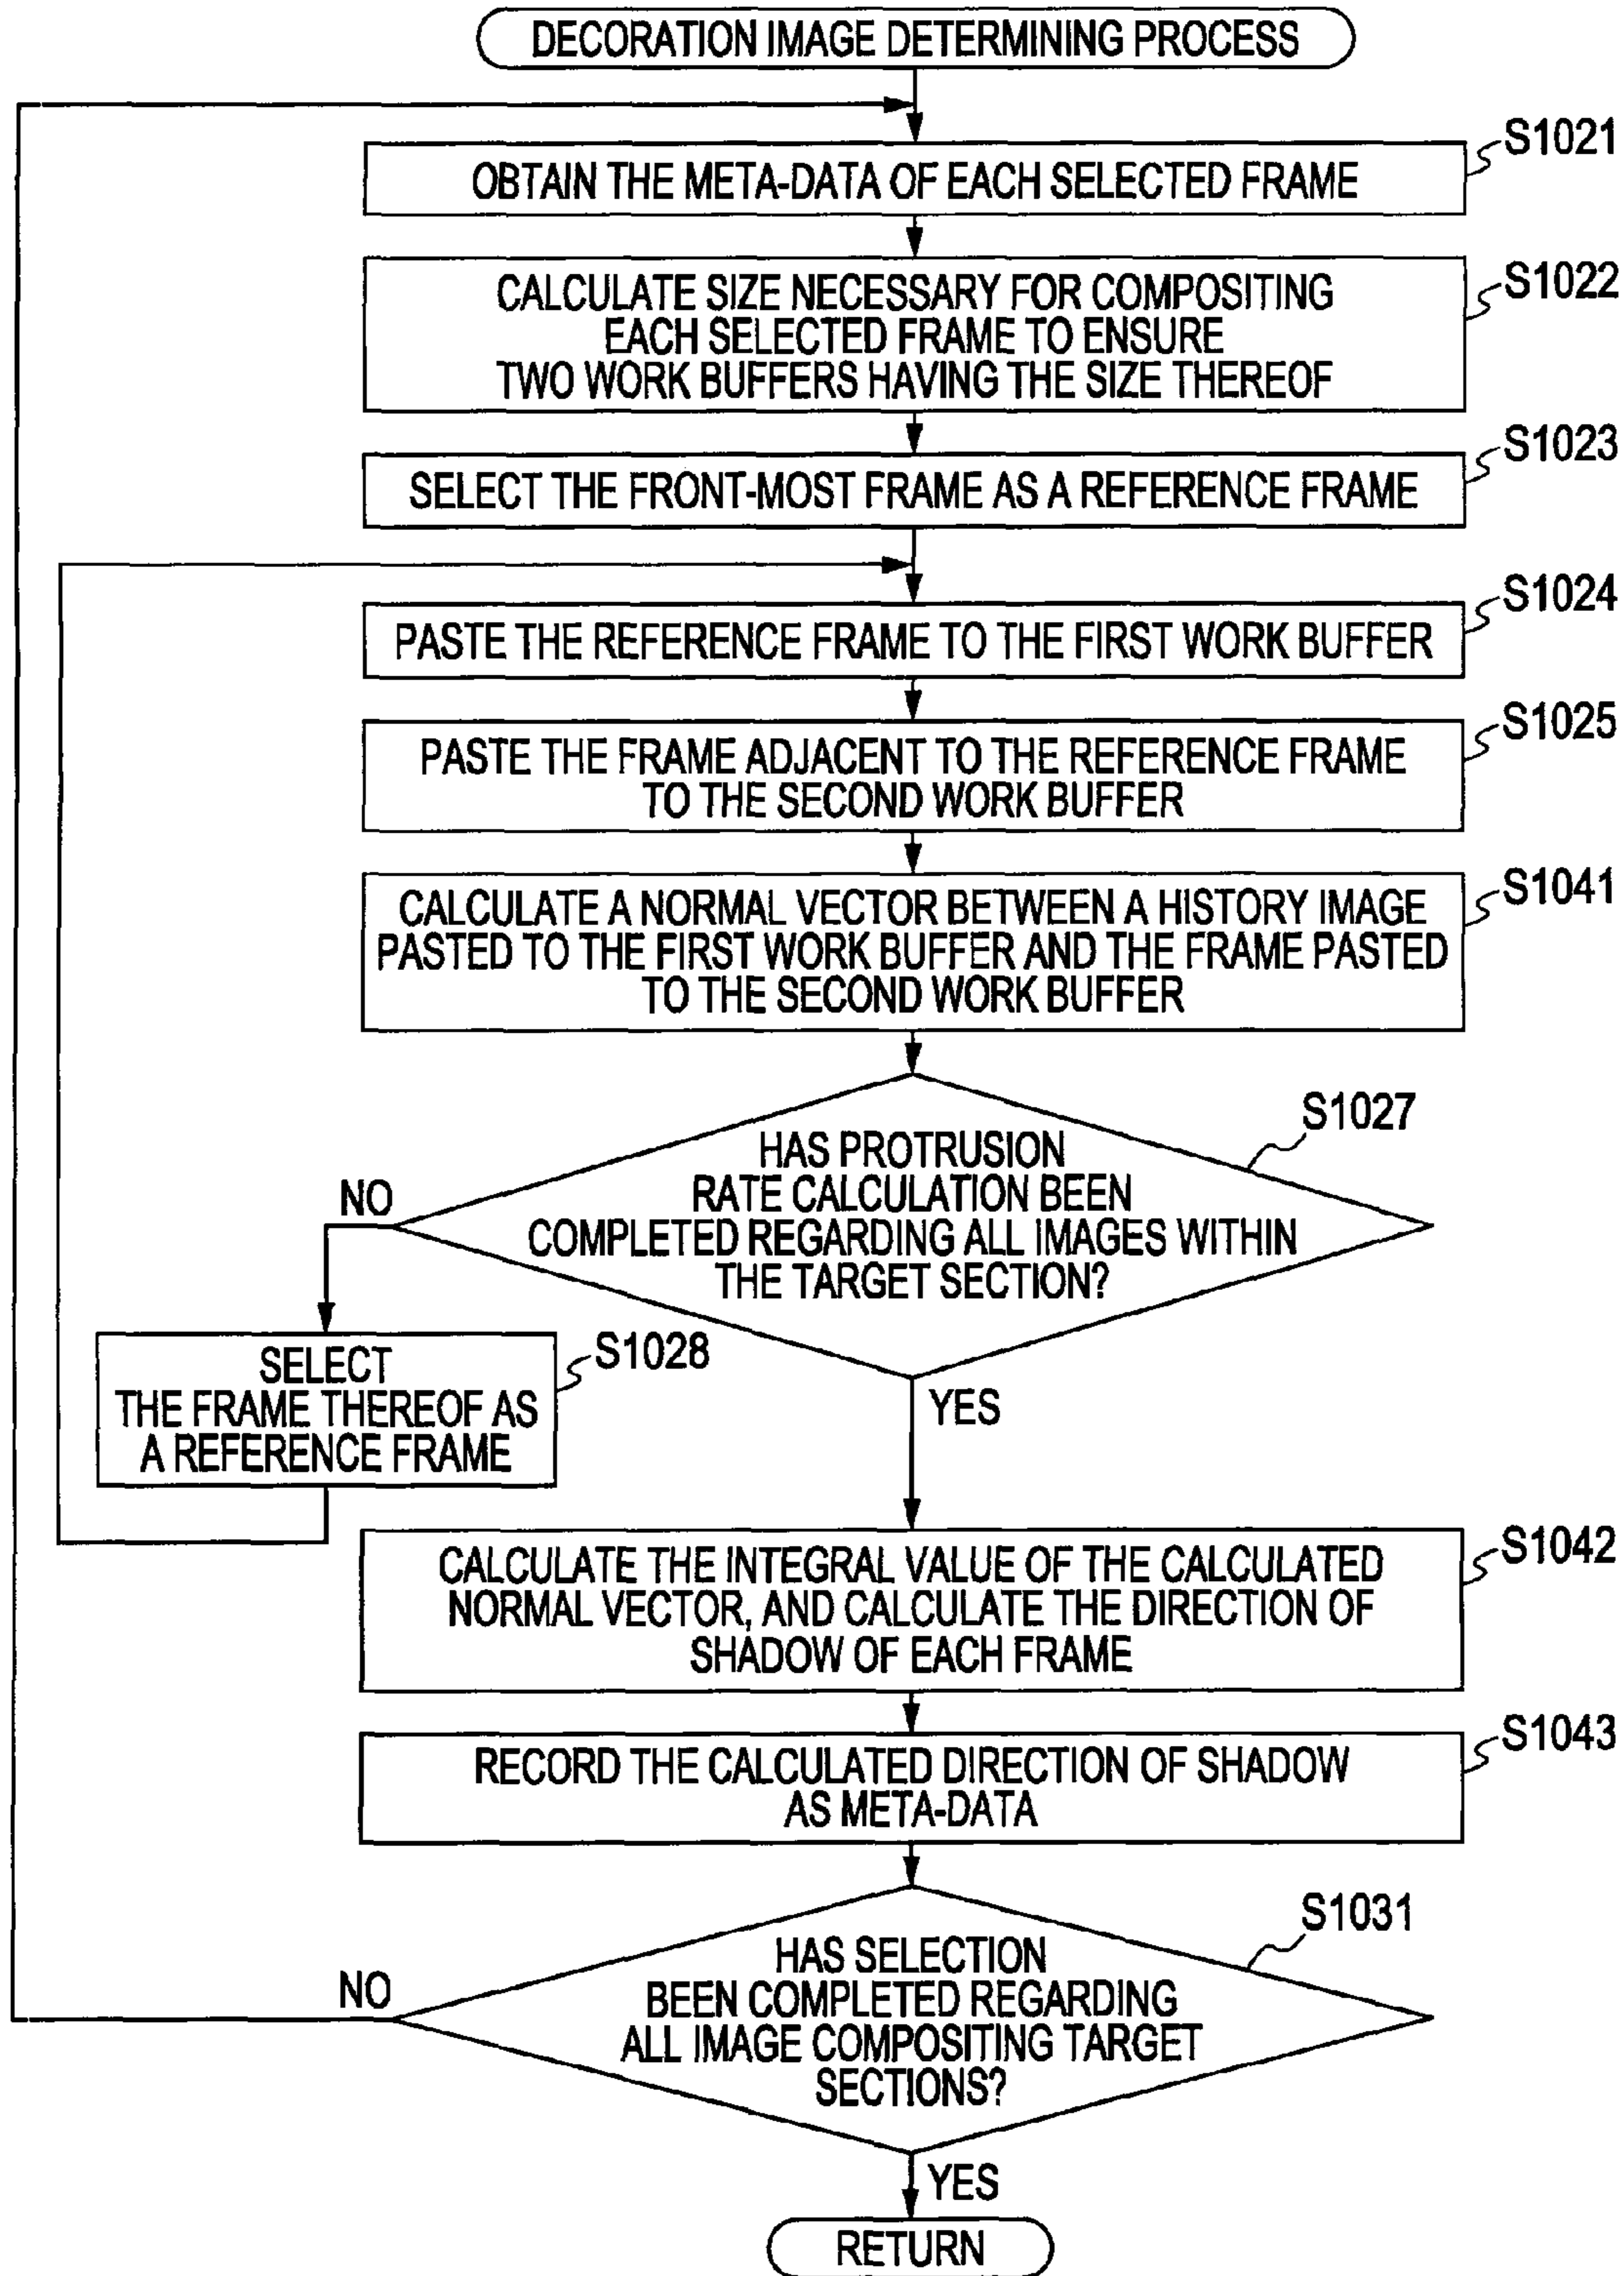 DECORATION IMAGE DETERMINING PROCESS
S1021
OBTAIN THE META-DATA OF EACH SELECTED FRAME
S1022
CALCULATE SIZE NECESSARY FOR COMPOSITING
EACH SELECTED FRAME TO ENSURE
TWO WORK BUFFERS HAVING THE SIZE THEREOF
S1023
SELECT THE FRONT-MOST FRAME AS A REFERENCE FRAME
S1024
PASTE THE REFERENCE FRAME TO THE FIRST WORK BUFFER
S1025
PASTE THE FRAME ADJACENT TO THE REFERENCE FRAME
TO THE SECOND WORK BUFFER
S1041
CALCULATE A NORMAL VECTOR BETWEEN A HISTORY IMAGE
PASTED TO THE FIRST WORK BUFFER AND THE FRAME PASTED
TO THE SECOND WORK BUFFER
S1027
HAS PROTRUSION
RATE CALCULATION BEEN
COMPLETED REGARDING ALL IMAGES WITHIN
THE TARGET SECTION?
NO
S1028
SELECT
THE FRAME THEREOF AS
A REFERENCE FRAME
YES
S1042
CALCULATE THE INTEGRAL VALUE OF THE CALCULATED
NORMAL VECTOR, AND CALCULATE THE DIRECTION OF
SHADOW OF EACH FRAME
S1043
RECORD THE CALCULATED DIRECTION OF SHADOW
AS META-DATA
S1031
HAS SELECTION
BEEN COMPLETED REGARDING
ALL IMAGE COMPOSITING TARGET
SECTIONS?
NO
YES
RETURN